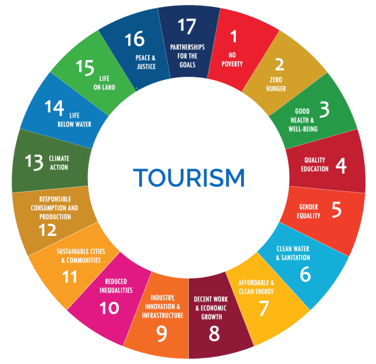 1
NO
POVERTY
2
ZERO
HUNGER
GOOD
HEALTH &
WELL-BEING
3
QUALITY
EDUCATION
4
GENDER
EQUALITY
5
CLEAN WATER
& SANITATION
6
AFFORDABLE &
CLEAN ENERGY
7
DECENT WORK
& ECONOMIC
GROWTH
8
INDUSTRY,
INNOVATION &
INFRASTRUCTURE
9
REDUCED
INEQUALITIES
10
SUSTAINABLE CITIES
& COMMUNITIES
11
RESPONSIBLE
CONSUMPTION AND
PRODUCTION
12
13 CLIMATE
ACTION
14
LIFE
BELOW WATER
15
LIFE
ON LAND
16
PEACE &
JUSTICE
17
PARTNERSHIPS
FOR THE
GOALS
TOURISM